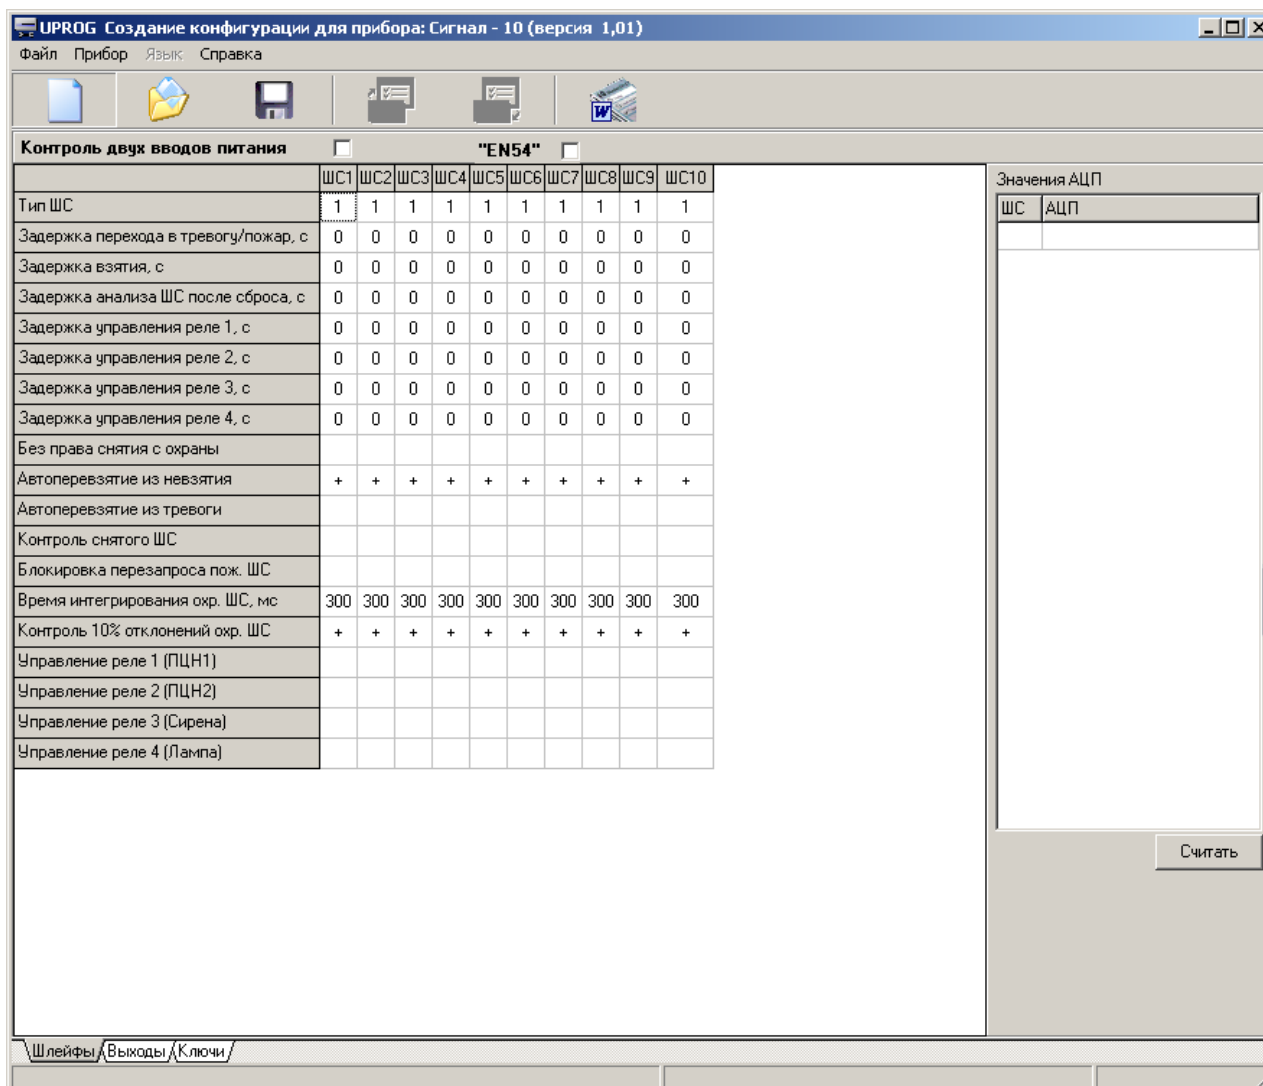 UPROG Создание конфигурации для прибора: Сигнал - 10 (версия 1,01)
Файл Прибор Язык Справка
Контроль двух вводов питания "EN54"
ШС1 ШС2 ШС3 ШС4 ШС5 ШС6 ШС7 ШС8 ШС9 ШС10
Тип ШС 1 1 1 1 1 1 1 1 1 1
Задержка перехода в тревогу/пожар, с 0 0 0 0 0 0 0 0 0 0
Задержка взятия, с 0 0 0 0 0 0 0 0 0 0
Задержка анализа ШС после сброса, с 0 0 0 0 0 0 0 0 0 0
Задержка управления реле 1, с 0 0 0 0 0 0 0 0 0 0
Задержка управления реле 2, с 0 0 0 0 0 0 0 0 0 0
Задержка управления реле 3, с 0 0 0 0 0 0 0 0 0 0
Задержка управления реле 4, с 0 0 0 0 0 0 0 0 0 0
Без права снятия с охраны
Автоперевзятие из невзятия + + + + + + + + + +
Автоперевзятие из тревоги
Контроль снятого ШС
Блокировка перезапроса пож. ШС
Время интегрирования охр. ШС, мс 300 300 300 300 300 300 300 300 300 300
Контроль 10% отклонений охр. ШС + + + + + + + + + +
Управление реле 1 (ПЦН1)
Управление реле 2 (ПЦН2)
Управление реле 3 (Сирена)
Управление реле 4 (Лампа)
Значения АЦП
ШС АЦП
Считать
Шлейфы Выходы Ключи